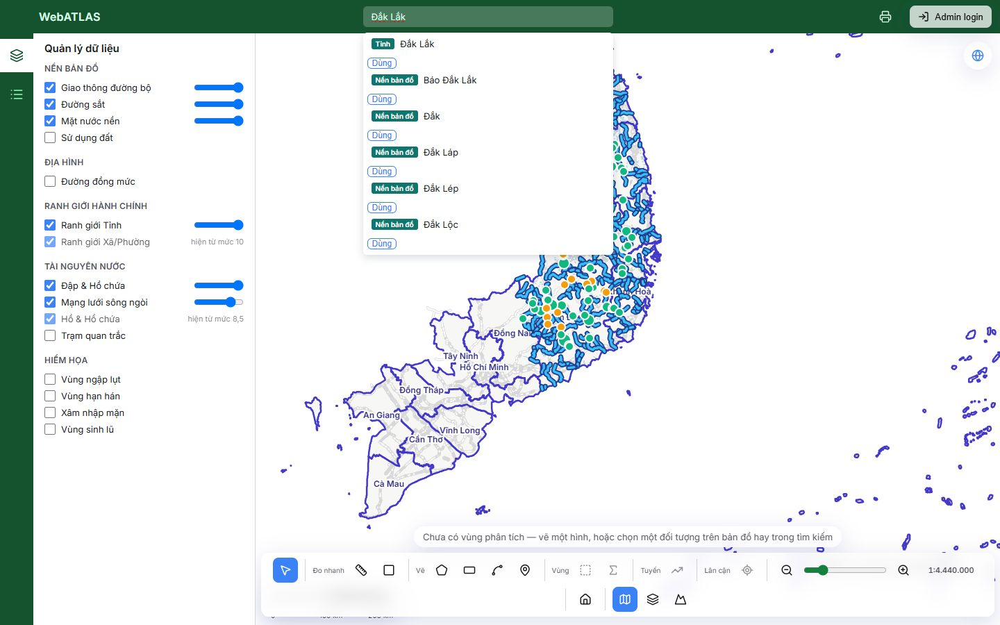 WebATLAS
Đắk Lắk
Admin login
Quản lý dữ liệu
NỀN BẢN ĐỒ
Giao thông đường bộ
Đường sắt
Mặt nước nền
Sử dụng đất
ĐỊA HÌNH
Đường đồng mức
RANH GIỚI HÀNH CHÍNH
Ranh giới Tỉnh
Ranh giới Xã/Phường hiện từ mức 10
TÀI NGUYÊN NƯỚC
Đập & Hồ chứa
Mạng lưới sông ngòi
Hồ & Hồ chứa hiện từ mức 8,5
Trạm quan trắc
HIỂM HỌA
Vùng ngập lụt
Vùng hạn hán
Xâm nhập mặn
Vùng sinh lũ
Tỉnh Đắk Lắk
Dùng
Nền bản đồ Báo Đắk Lắk
Dùng
Nền bản đồ Đắk
Dùng
Nền bản đồ Đắk Láp
Dùng
Nền bản đồ Đắk Lép
Dùng
Nền bản đồ Đắk Lộc
Dùng
Đồng Nai
Tây Ninh
Hồ Chí Minh
Đồng Tháp
An Giang
Vĩnh Long
Cần Thơ
Cà Mau
Chưa có vùng phân tích — vẽ một hình, hoặc chọn một đối tượng trên bản đồ hay trong tìm kiếm
Đo nhanh
Vẽ
Vùng
Tuyến
Lân cận
1:4.440.000